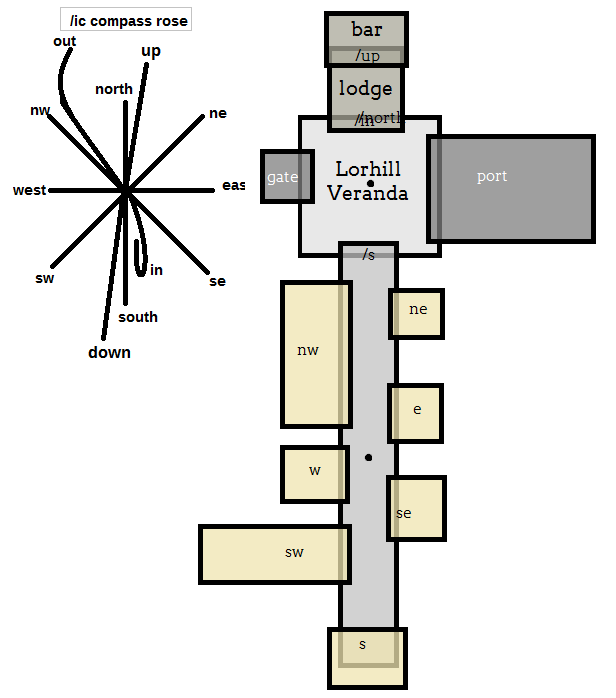 /ic compass rose
out
up
north
nw
ne
west
eas
sw
in
se
south
down
bar
/up
lodge
/north
/in
gate
Lorhill
Veranda
port
/s
ne
nw
e
w
se
sw
s